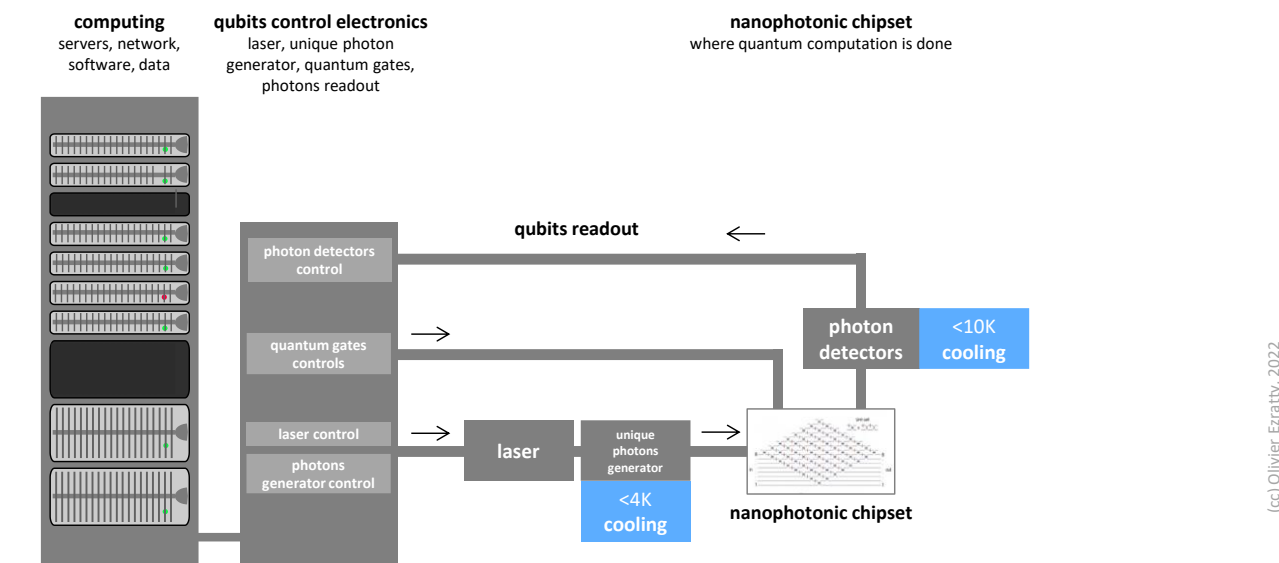 computing
servers, network,
software, data
qubits control electronics
laser, unique photon
generator, quantum gates,
photons readout
nanophotonic chipset
where quantum computation is done
qubits readout
photon detectors
control
quantum gates
controls
laser control
photons
generator control
laser
unique
photons
generator
<4K
cooling
photon
detectors
<10K
cooling
nanophotonic chipset
(cc) Olivier Ezratty, 2022